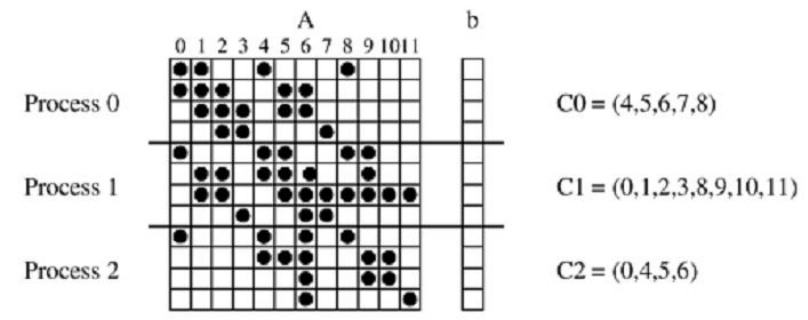 A b
0 1 2 3 4 5 6 7 8 9 10 11
Process 0 C0 = (4,5,6,7,8)
Process 1 C1 = (0,1,2,3,8,9,10,11)
Process 2 C2 = (0,4,5,6)